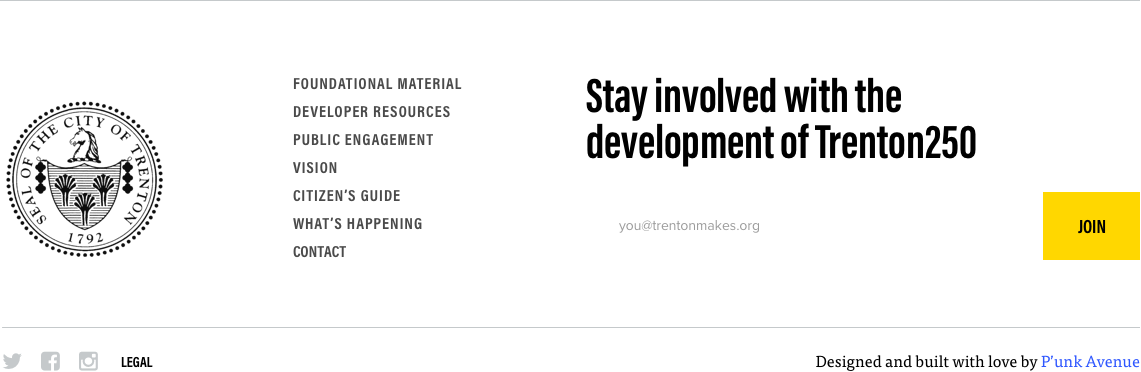 SEAL OF THE CITY OF TRENTON
1792
FOUNDATIONAL MATERIAL
DEVELOPER RESOURCES
PUBLIC ENGAGEMENT
VISION
CITIZEN'S GUIDE
WHAT'S HAPPENING
CONTACT
Stay involved with the
development of Trenton250
you@trentonmakes.org
JOIN
LEGAL
Designed and built with love by P'unk Avenue